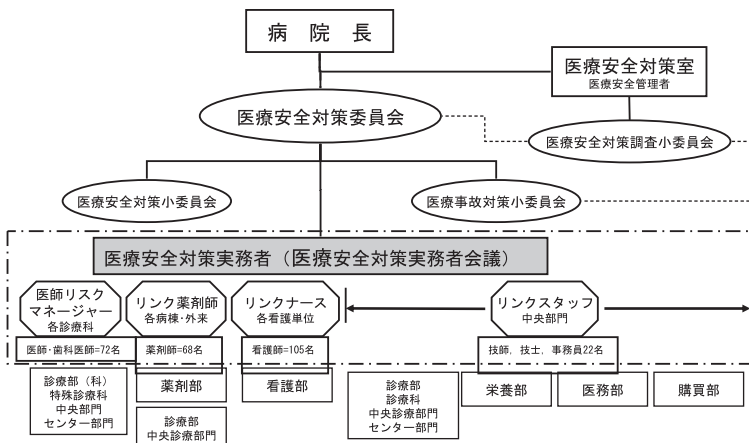 病 院 長
医療安全対策室
医療安全管理者
医療安全対策委員会
医療安全対策調査小委員会
医療安全対策小委員会
医療事故対策小委員会
医療安全対策実務者（医療安全対策実務者会議）
医師リスク
マネージャー
各診療科
リンク薬剤師
各病棟・外来
リンクナース
各看護単位
リンクスタッフ
中央部門
医師・歯科医師=72名
薬剤師=68名
看護師=105名
技師，技士，事務員22名
診療部（科）
特殊診療科
中央部門
センター部門
薬剤部
診療部
中央診療部門
看護部
診療部
診療科
中央診療部門
センター部門
栄養部
医務部
購買部